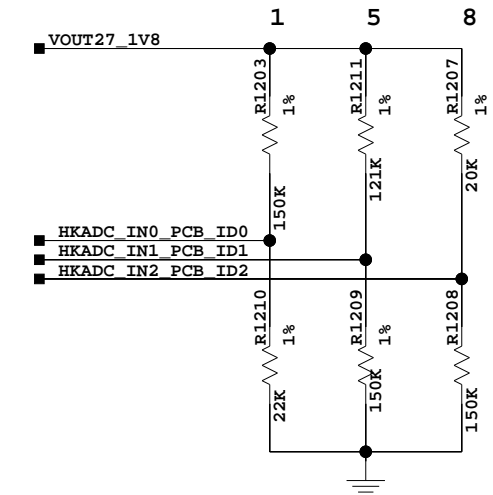 1 5 8
VOUT27_1V8
R1203 1% 150K
R1211 1% 121K
R1207 1% 20K
HKADC_IN0_PCB_ID0
HKADC_IN1_PCB_ID1
HKADC_IN2_PCB_ID2
R1210 1% 22K
R1209 1% 150K
R1208 1% 150K